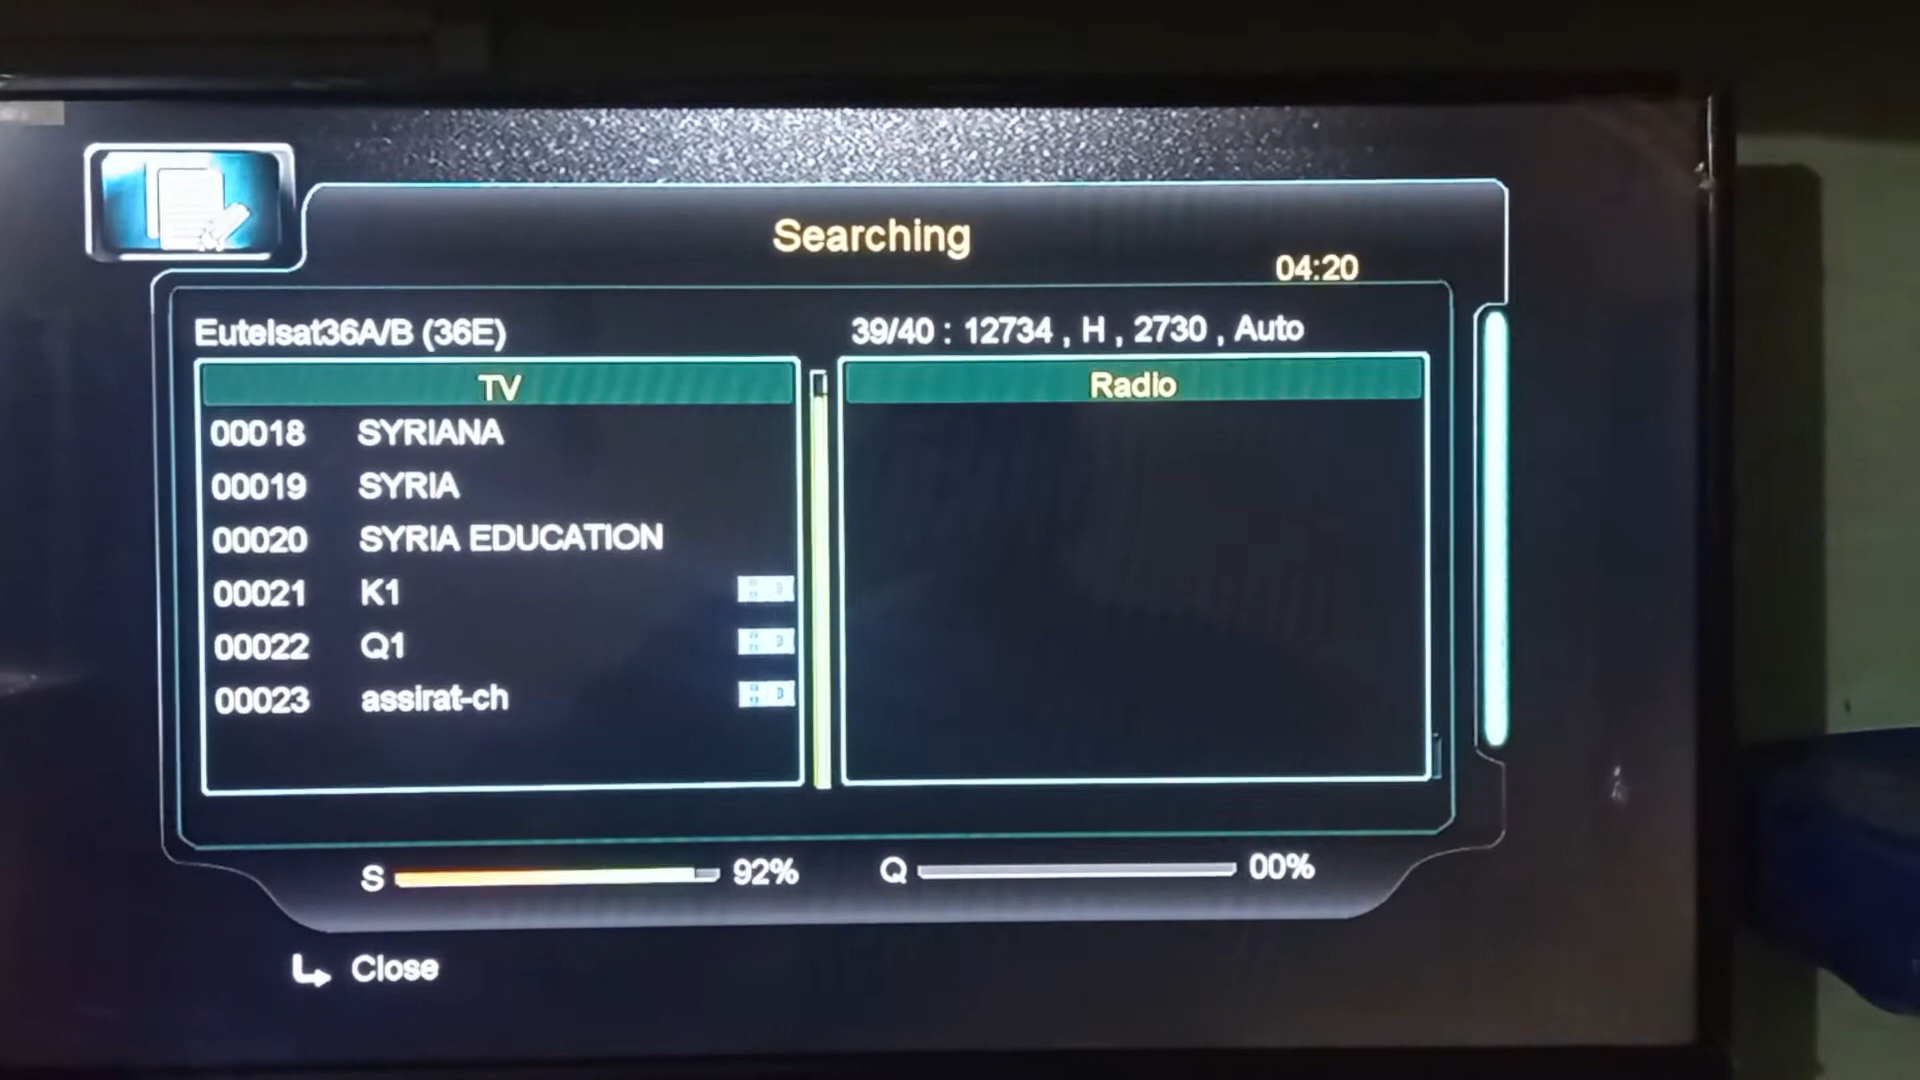 Searching
04:20
Eutelsat36A/B (36E)
39/40 : 12734 , H , 2730 , Auto
TV
Radio
00018 SYRIANA
00019 SYRIA
00020 SYRIA EDUCATION
00021 K1
00022 Q1
00023 assirat-ch
S 92%
Q 00%
Close